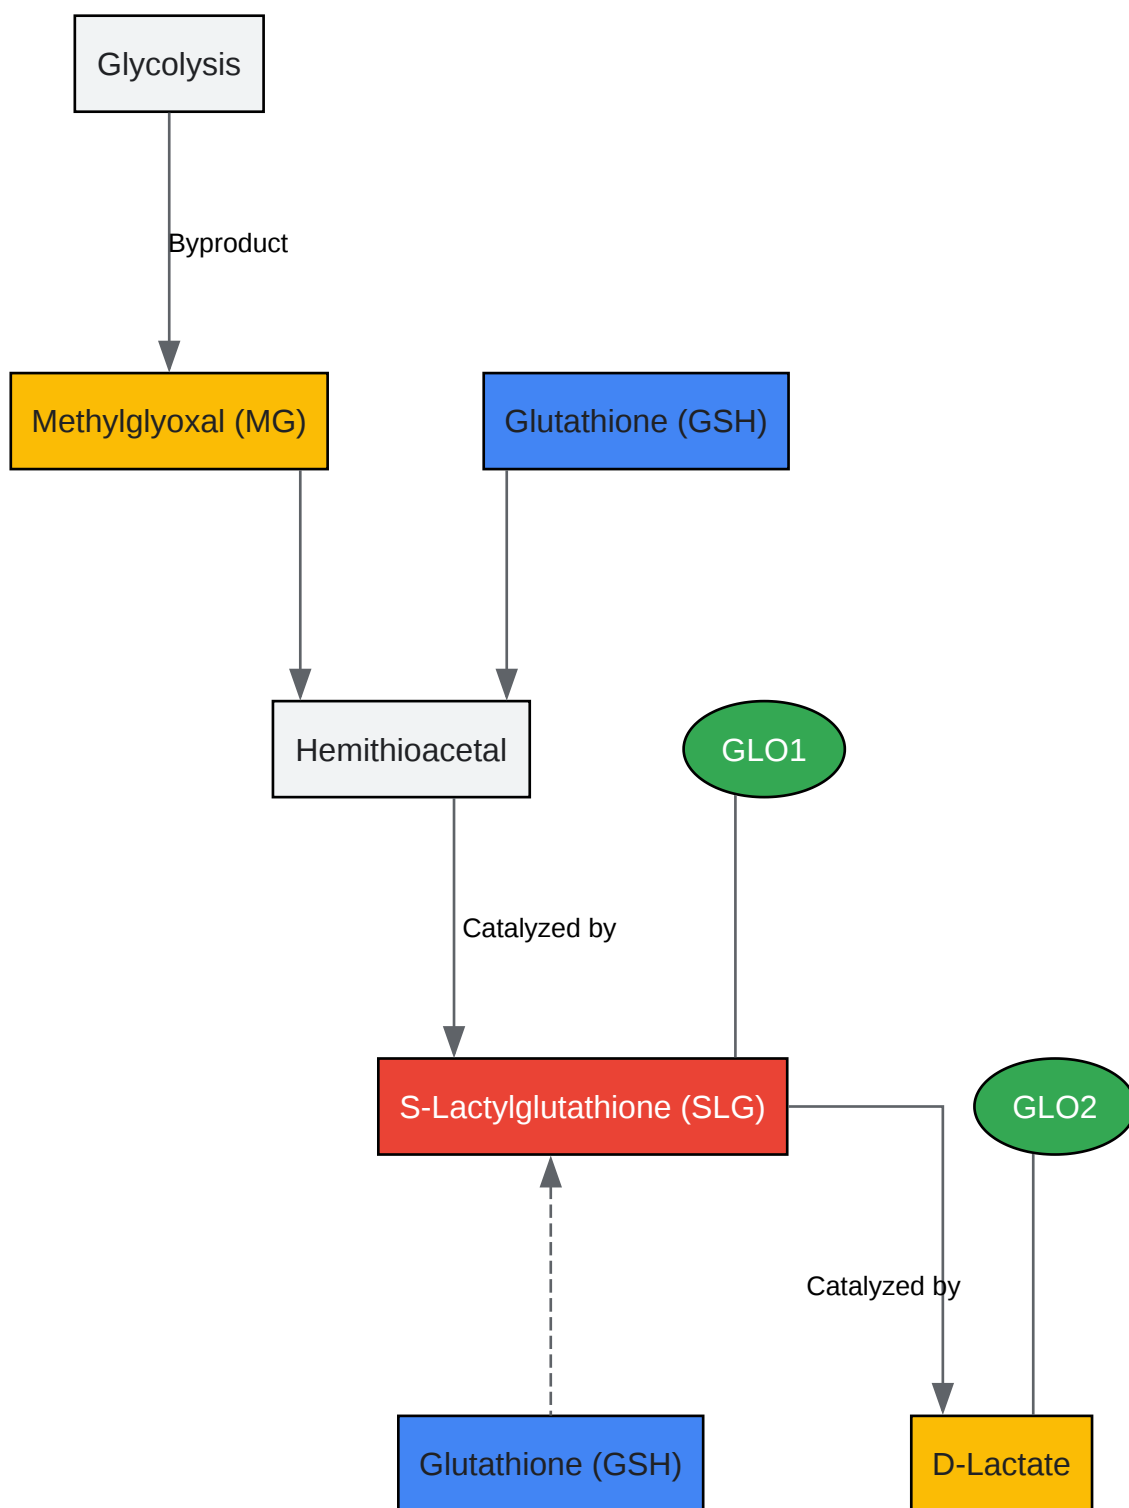 Glycolysis
Byproduct
Methylglyoxal (MG)
Glutathione (GSH)
Hemithioacetal
GLO1
Catalyzed by
S-Lactylglutathione (SLG)
GLO2
Catalyzed by
Glutathione (GSH)
D-Lactate